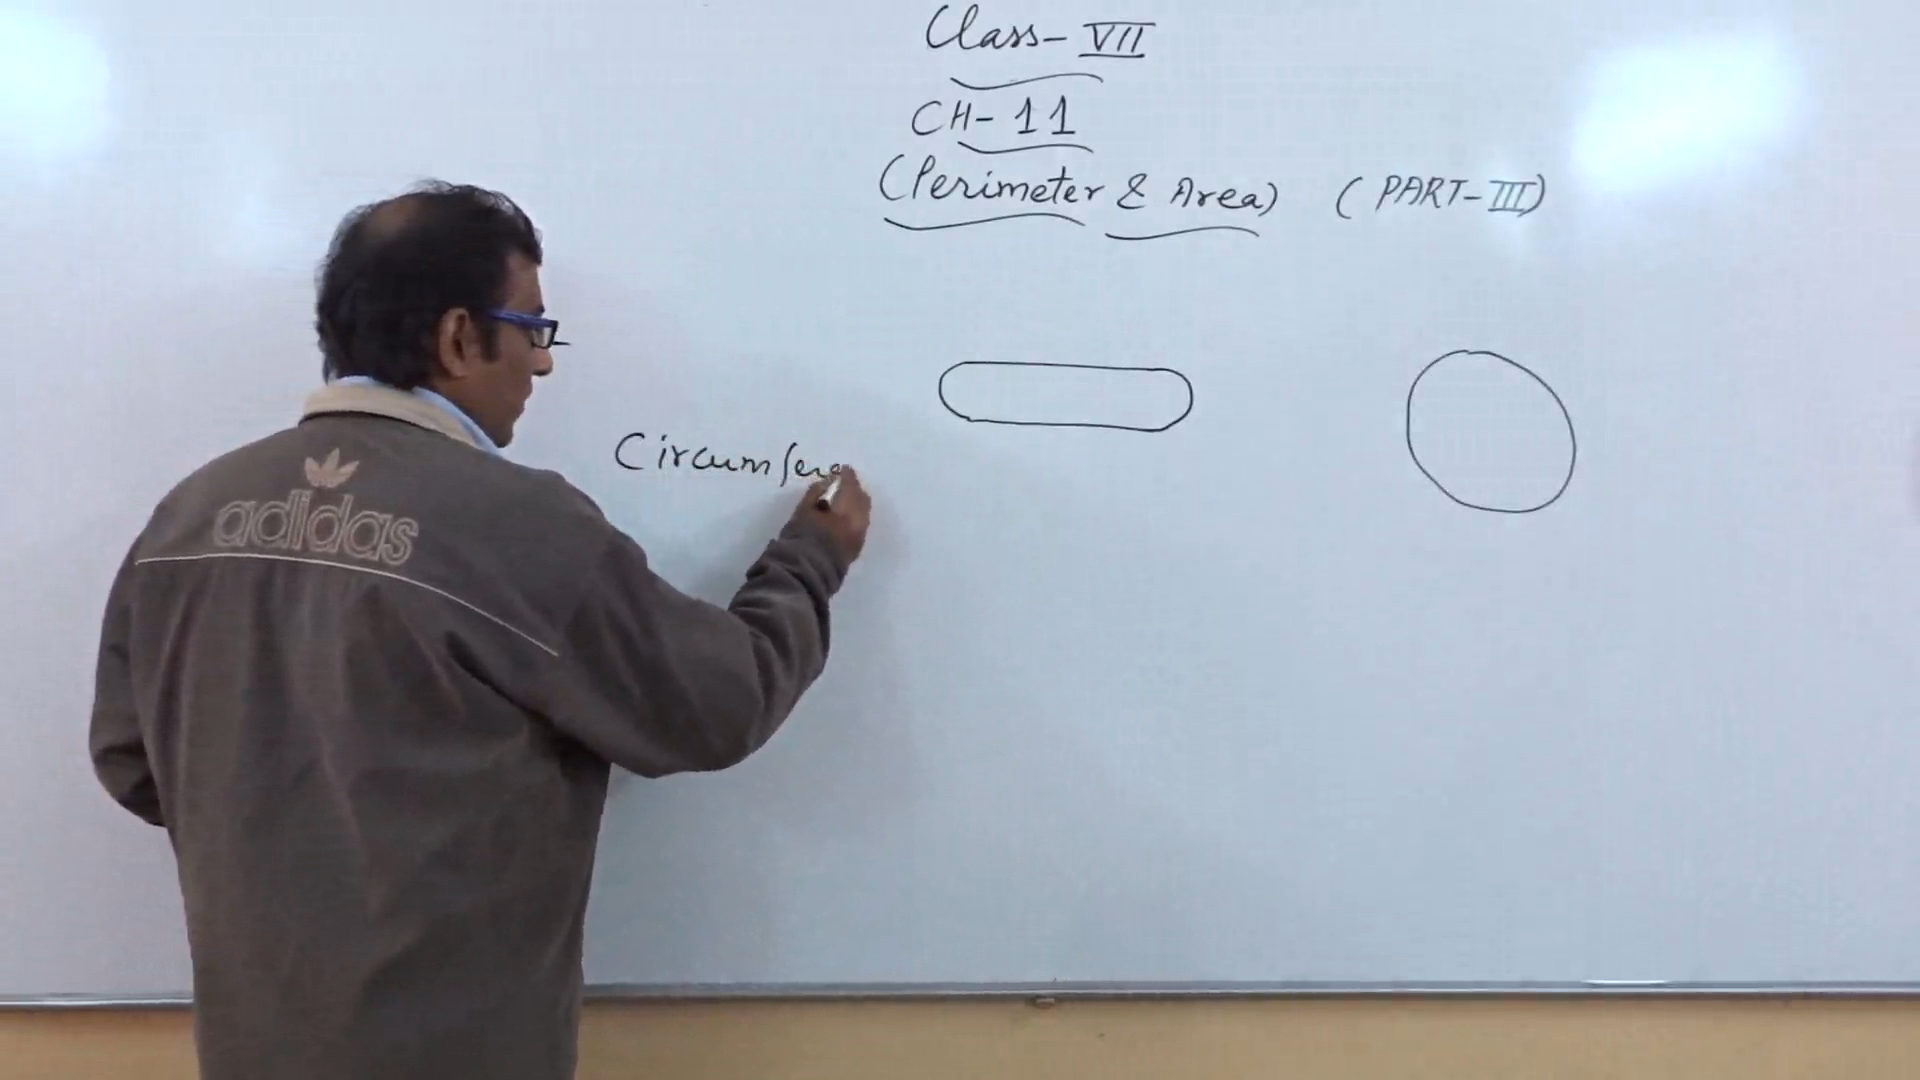 Class- VII
CH- 11
(Perimeter & Area) (PART-III)
Circumfere
adidas